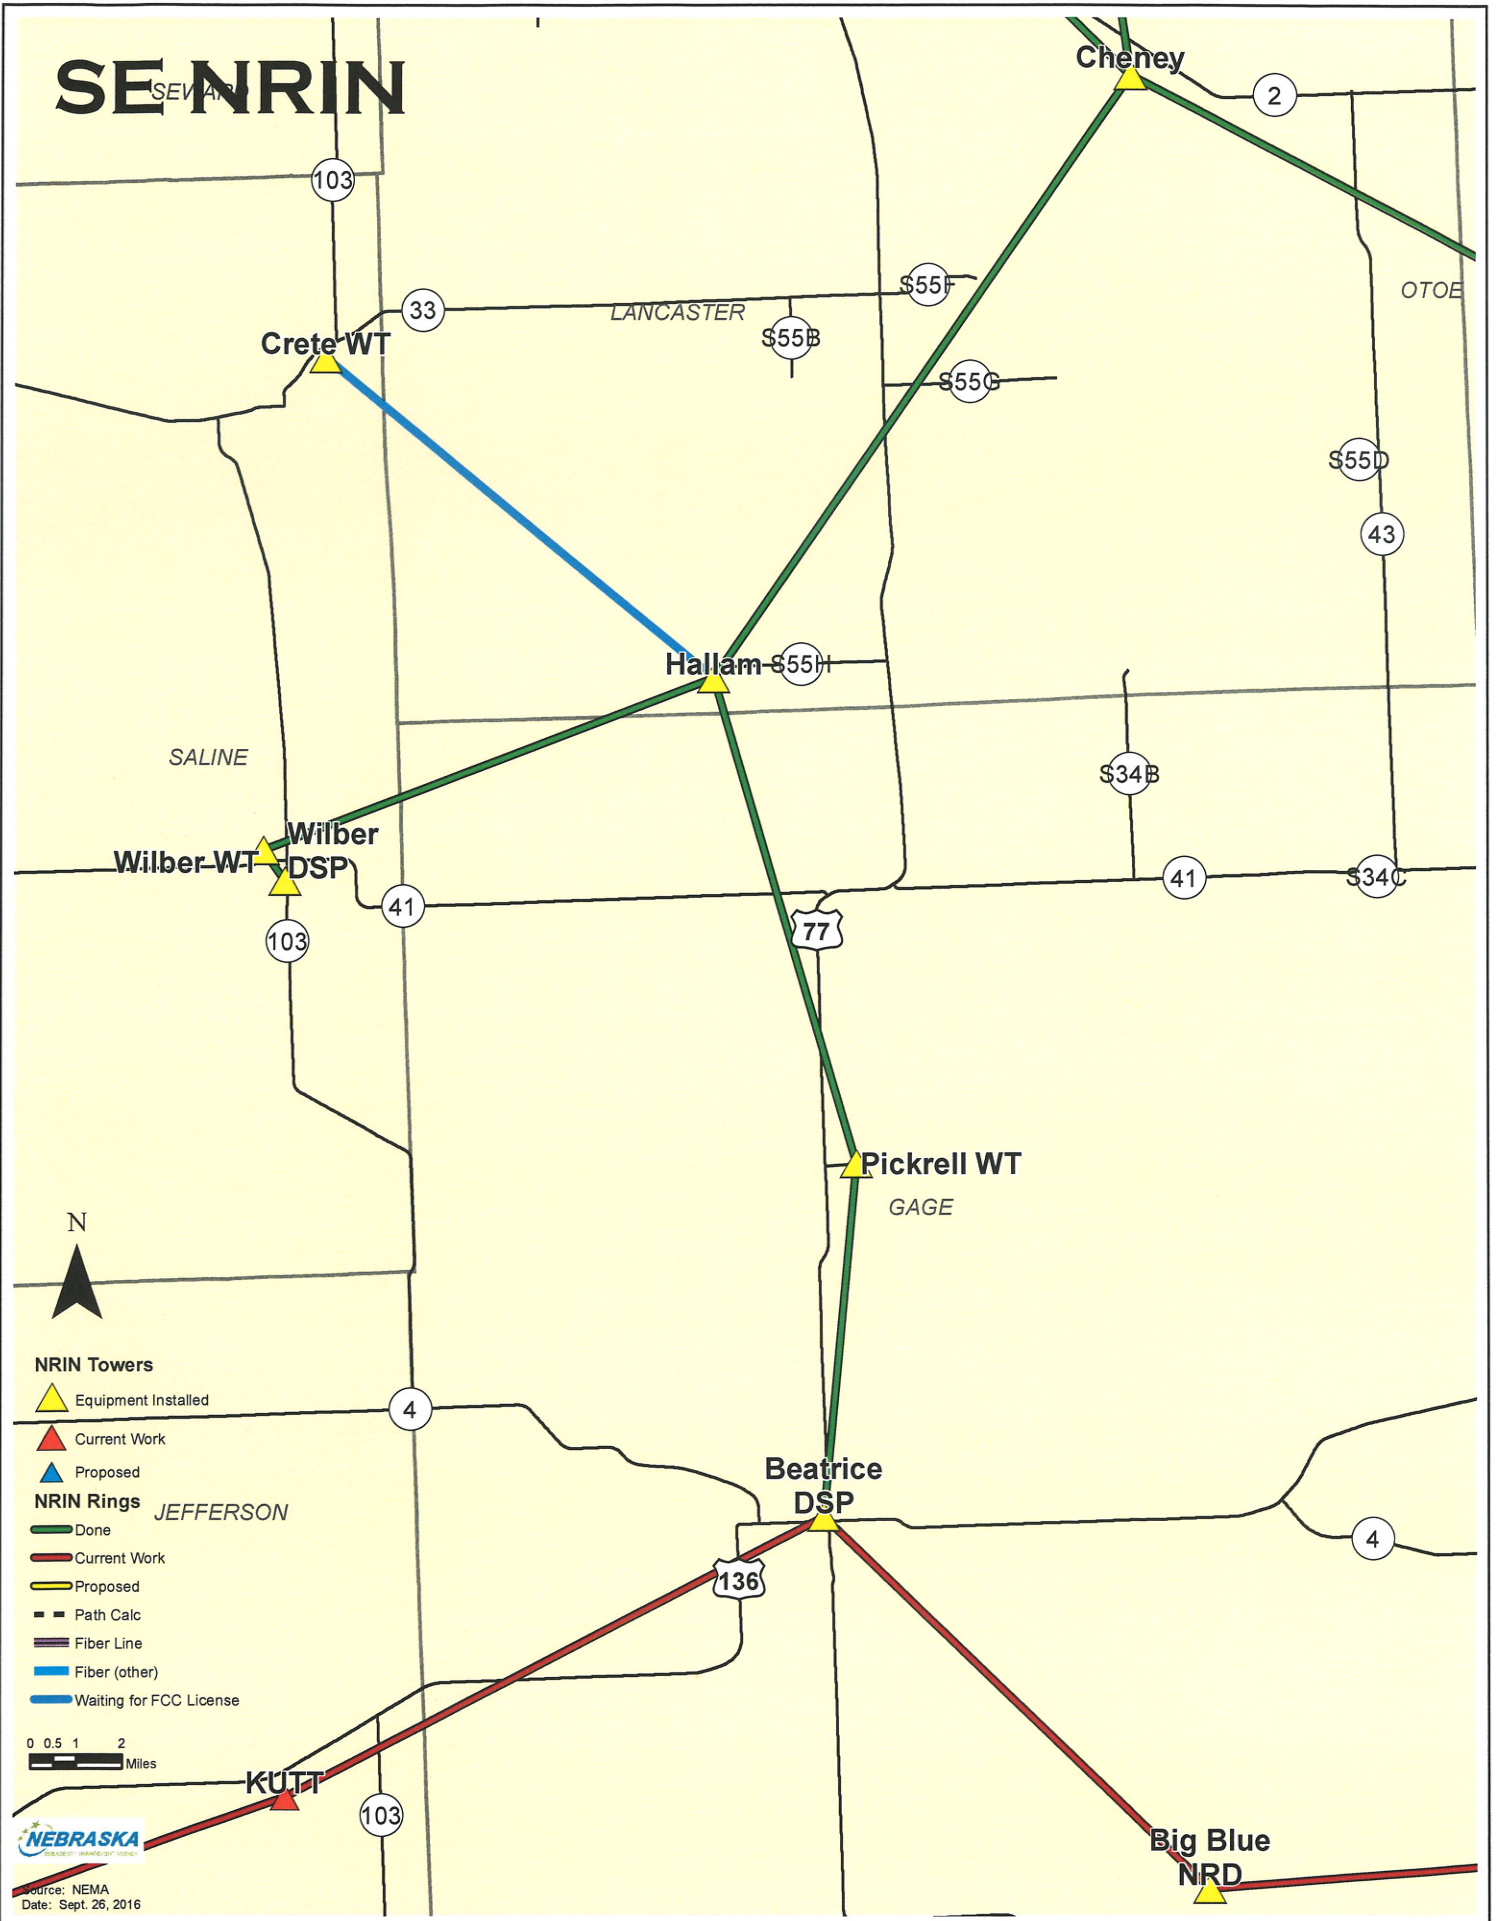 SE NRIN
SEWARD
Cheney
2
103
S55F
OTOE
33
LANCASTER
S55B
Crete WT
S55G
S55D
43
Hallam
S55H
SALINE
S34B
Wilber
Wilber WT
DSP
41
S34C
41
77
103
Pickrell WT
GAGE
N
NRIN Towers
Equipment Installed
Current Work
Proposed
NRIN Rings
Done
Current Work
Proposed
Path Calc
Fiber Line
Fiber (other)
Waiting for FCC License
0 0.5 1 2
Miles
4
Beatrice
DSP
JEFFERSON
4
136
KUTT
103
Big Blue
NRD
NEBRASKA
EMERGENCY MANAGEMENT AGENCY
Source: NEMA
Date: Sept. 26, 2016